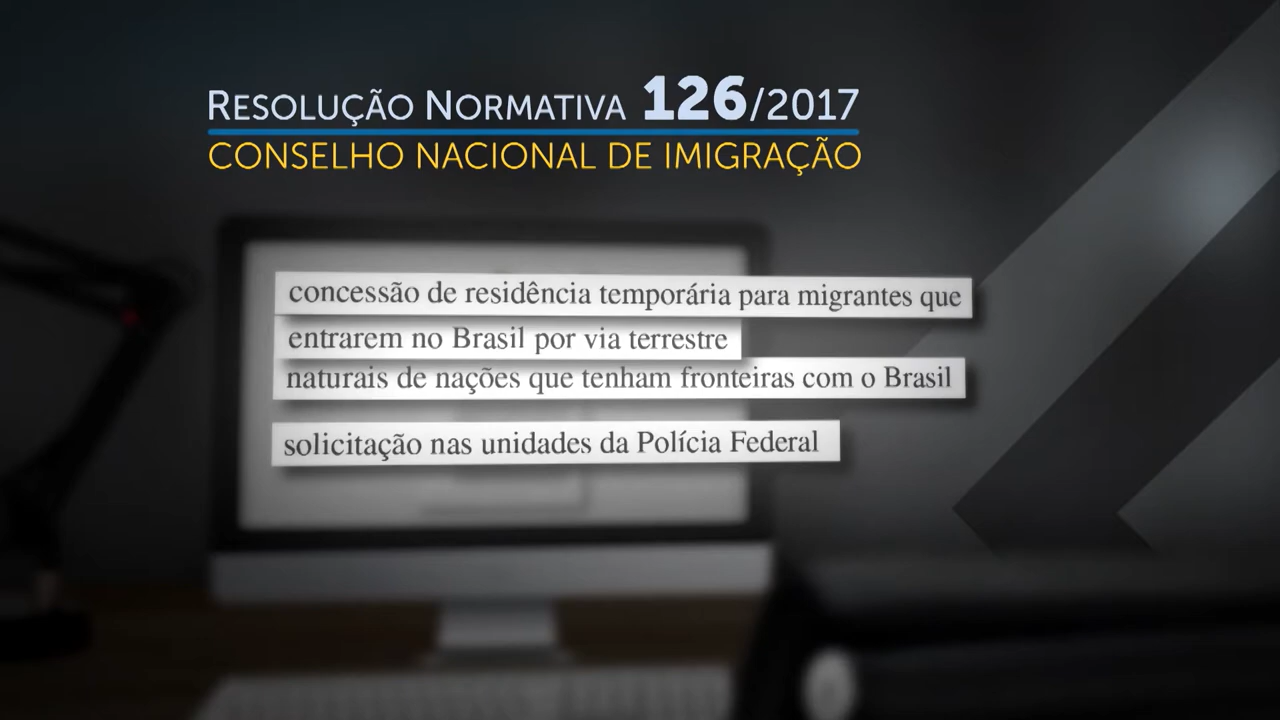 RESOLUÇÃO NORMATIVA 126/2017
CONSELHO NACIONAL DE IMIGRAÇÃO
concessão de residência temporária para migrantes que
entrarem no Brasil por via terrestre
naturais de nações que tenham fronteiras com o Brasil
solicitação nas unidades da Polícia Federal